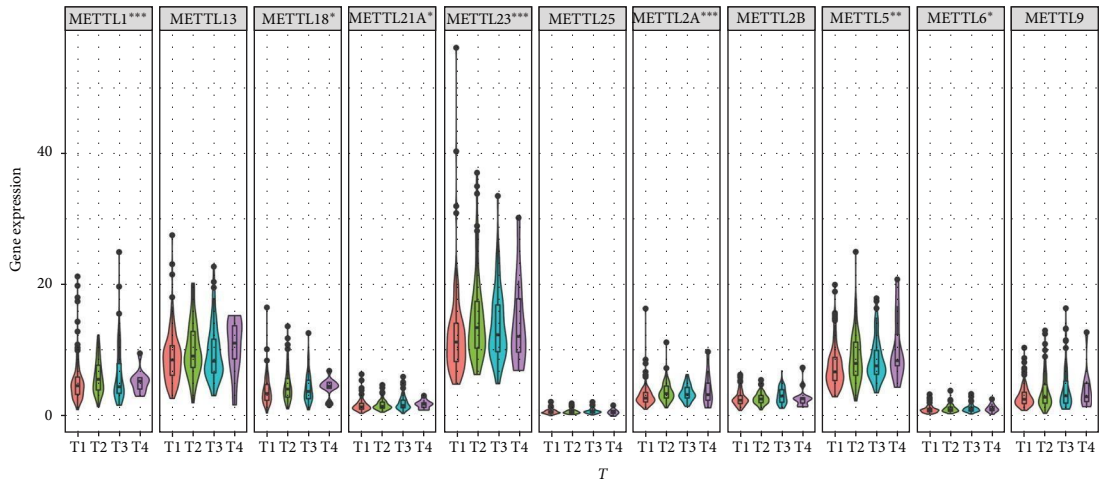 METTL1*** METTL13 METTL18* METTL21A* METTL23*** METTL25 METTL2A*** METTL2B METTL5** METTL6* METTL9
Gene expression
40
20
0
T1 T2 T3 T4 T1 T2 T3 T4 T1 T2 T3 T4 T1 T2 T3 T4 T1 T2 T3 T4 T1 T2 T3 T4 T1 T2 T3 T4 T1 T2 T3 T4 T1 T2 T3 T4 T1 T2 T3 T4 T1 T2 T3 T4
T